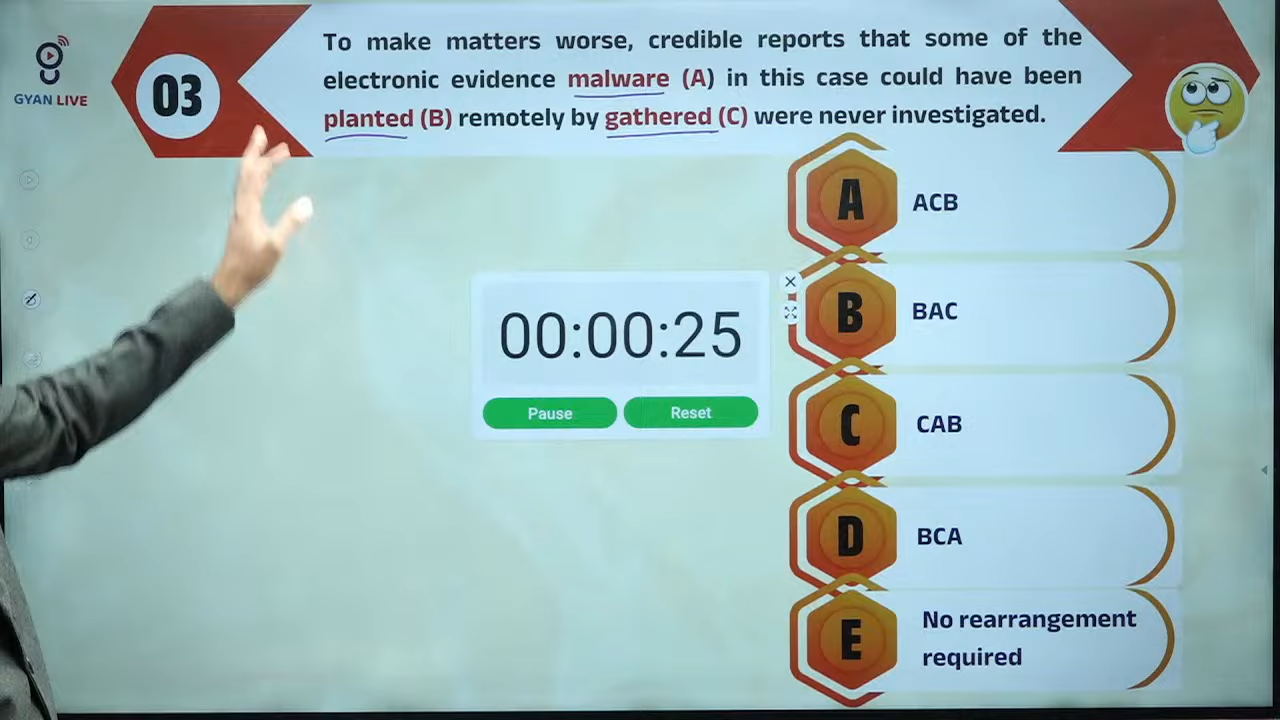 GYAN LIVE
03
To make matters worse, credible reports that some of the
electronic evidence malware (A) in this case could have been
planted (B) remotely by gathered (C) were never investigated.
A ACB
B BAC
00:00:25
Pause Reset
C CAB
D BCA
E No rearrangement
required